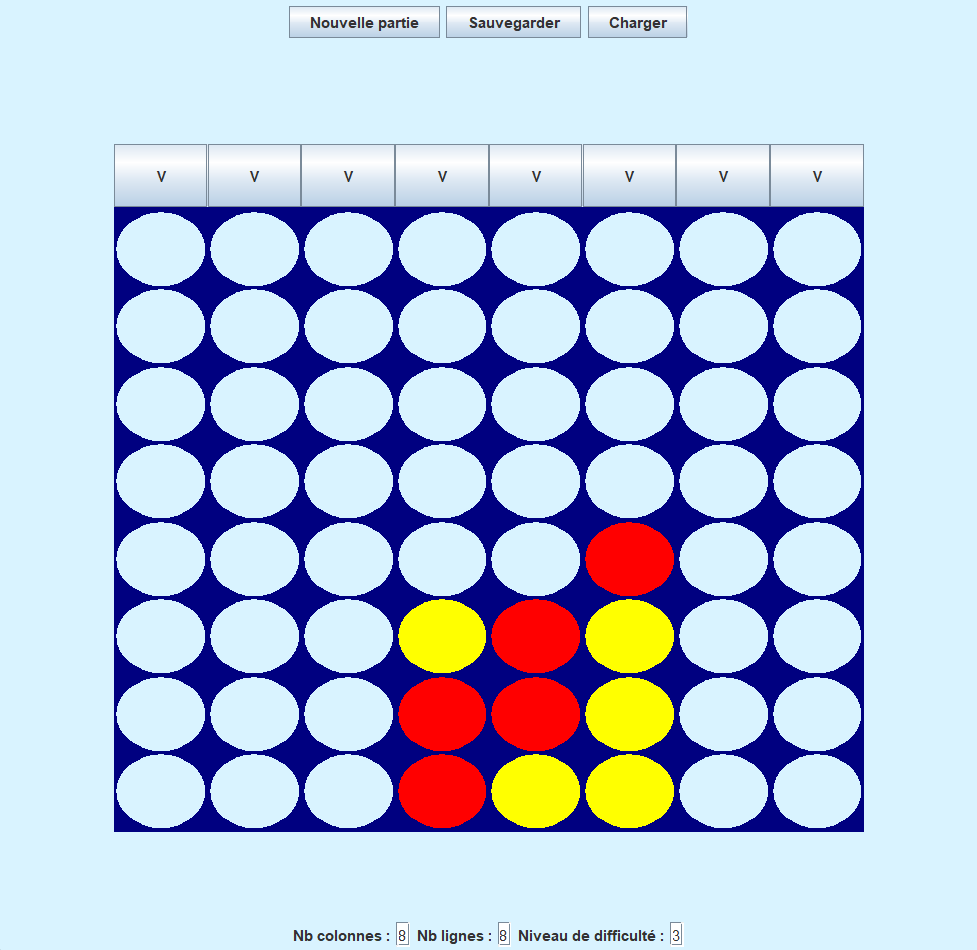 Nouvelle partie Sauvegarder Charger
V V V V V V V V
Nb colonnes : 8 Nb lignes : 8 Niveau de difficulté : 3